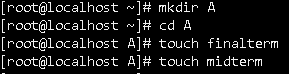 [root@localhost ~]# mkdir A
[root@localhost ~]# cd A
[root@localhost A]# touch finalterm
[root@localhost A]# touch midterm